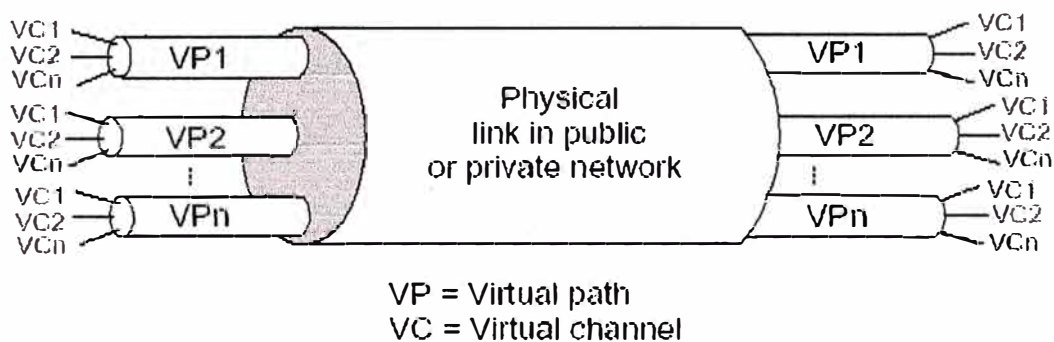 VC1
VC2
VCn
VP1
VC1
VC2
VCn
VP2
VC1
VC2
VCn
VPn
Physical
link in public
or private network
VP1
VC1
VC2
VCn
VP2
VC1
VC2
VCn
VPn
VC1
VC2
VCn
VP = Virtual path
VC = Virtual channel